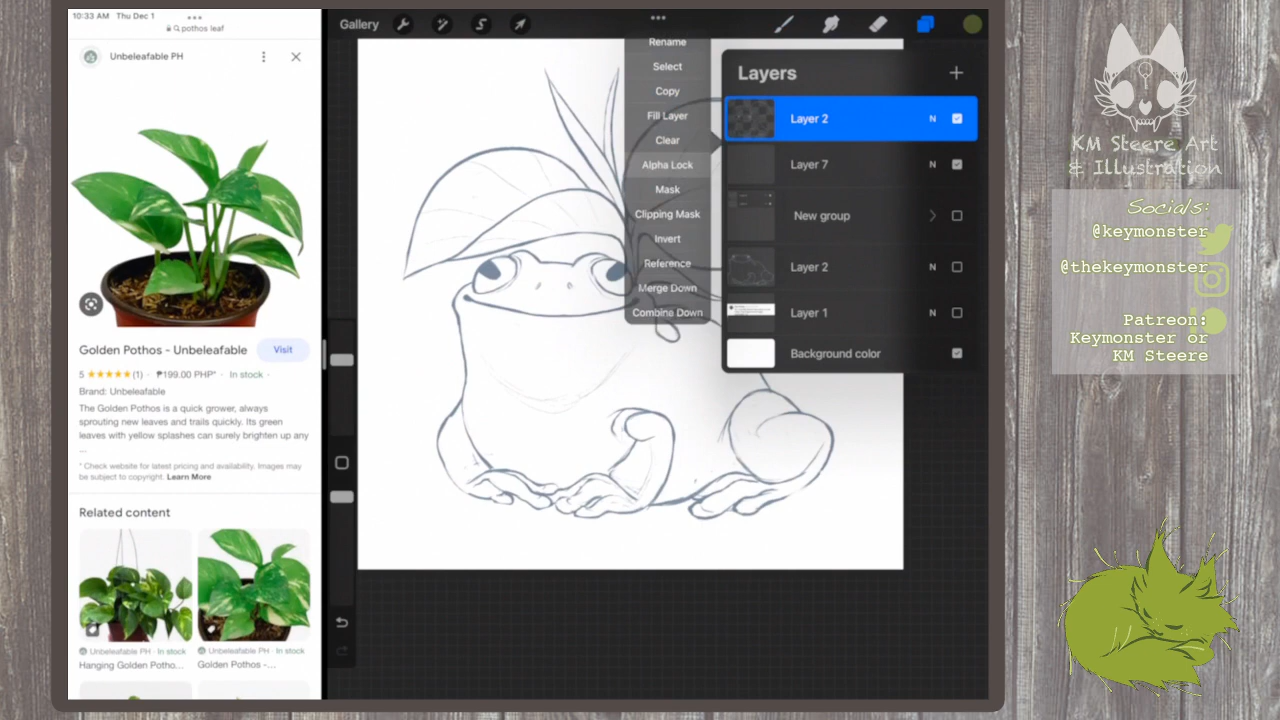 10:33 AM Thu Dec 1
pothos leaf
Unbeleafable PH
Golden Pothos - Unbeleafable
Visit
5 ★★★★★ (1) · ₱199.00 PHP* · In stock ·
Brand: Unbeleafable
The Golden Pothos is a quick grower, always
sprouting new leaves and trails quickly. Its green
leaves with yellow splashes can surely brighten up any
...
* Check website for latest pricing and availability. Images may
be subject to copyright. Learn More
Related content
Unbeleafable PH · In stock
Hanging Golden Potho...
Unbeleafable PH · In stock
Golden Pothos -...
Gallery
Rename
Select
Copy
Fill Layer
Clear
Alpha Lock
Mask
Clipping Mask
Invert
Reference
Merge Down
Combine Down
Layers
Layer 2 N
Layer 7 N
New group
Layer 2 N
Layer 1 N
Background color
KM Steere Art
& Illustration
Socials:
@keymonster
@thekeymonster
Patreon:
Keymonster or
KM Steere